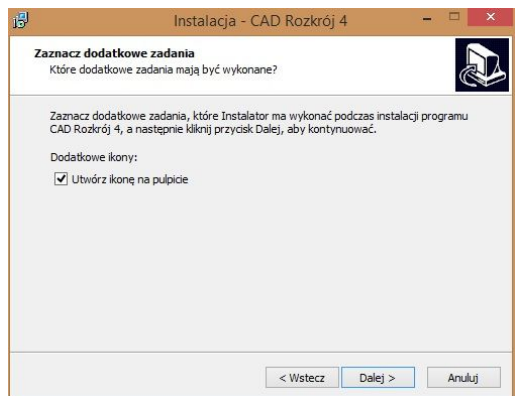 Instalacja - CAD Rozkrój 4
Zaznacz dodatkowe zadania
Które dodatkowe zadania mają być wykonane?
Zaznacz dodatkowe zadania, które Instalator ma wykonać podczas instalacji programu
CAD Rozkrój 4, a następnie kliknij przycisk Dalej, aby kontynuować.
Dodatkowe ikony:
Utwórz ikonę na pulpicie
< Wstecz
Dalej >
Anuluj